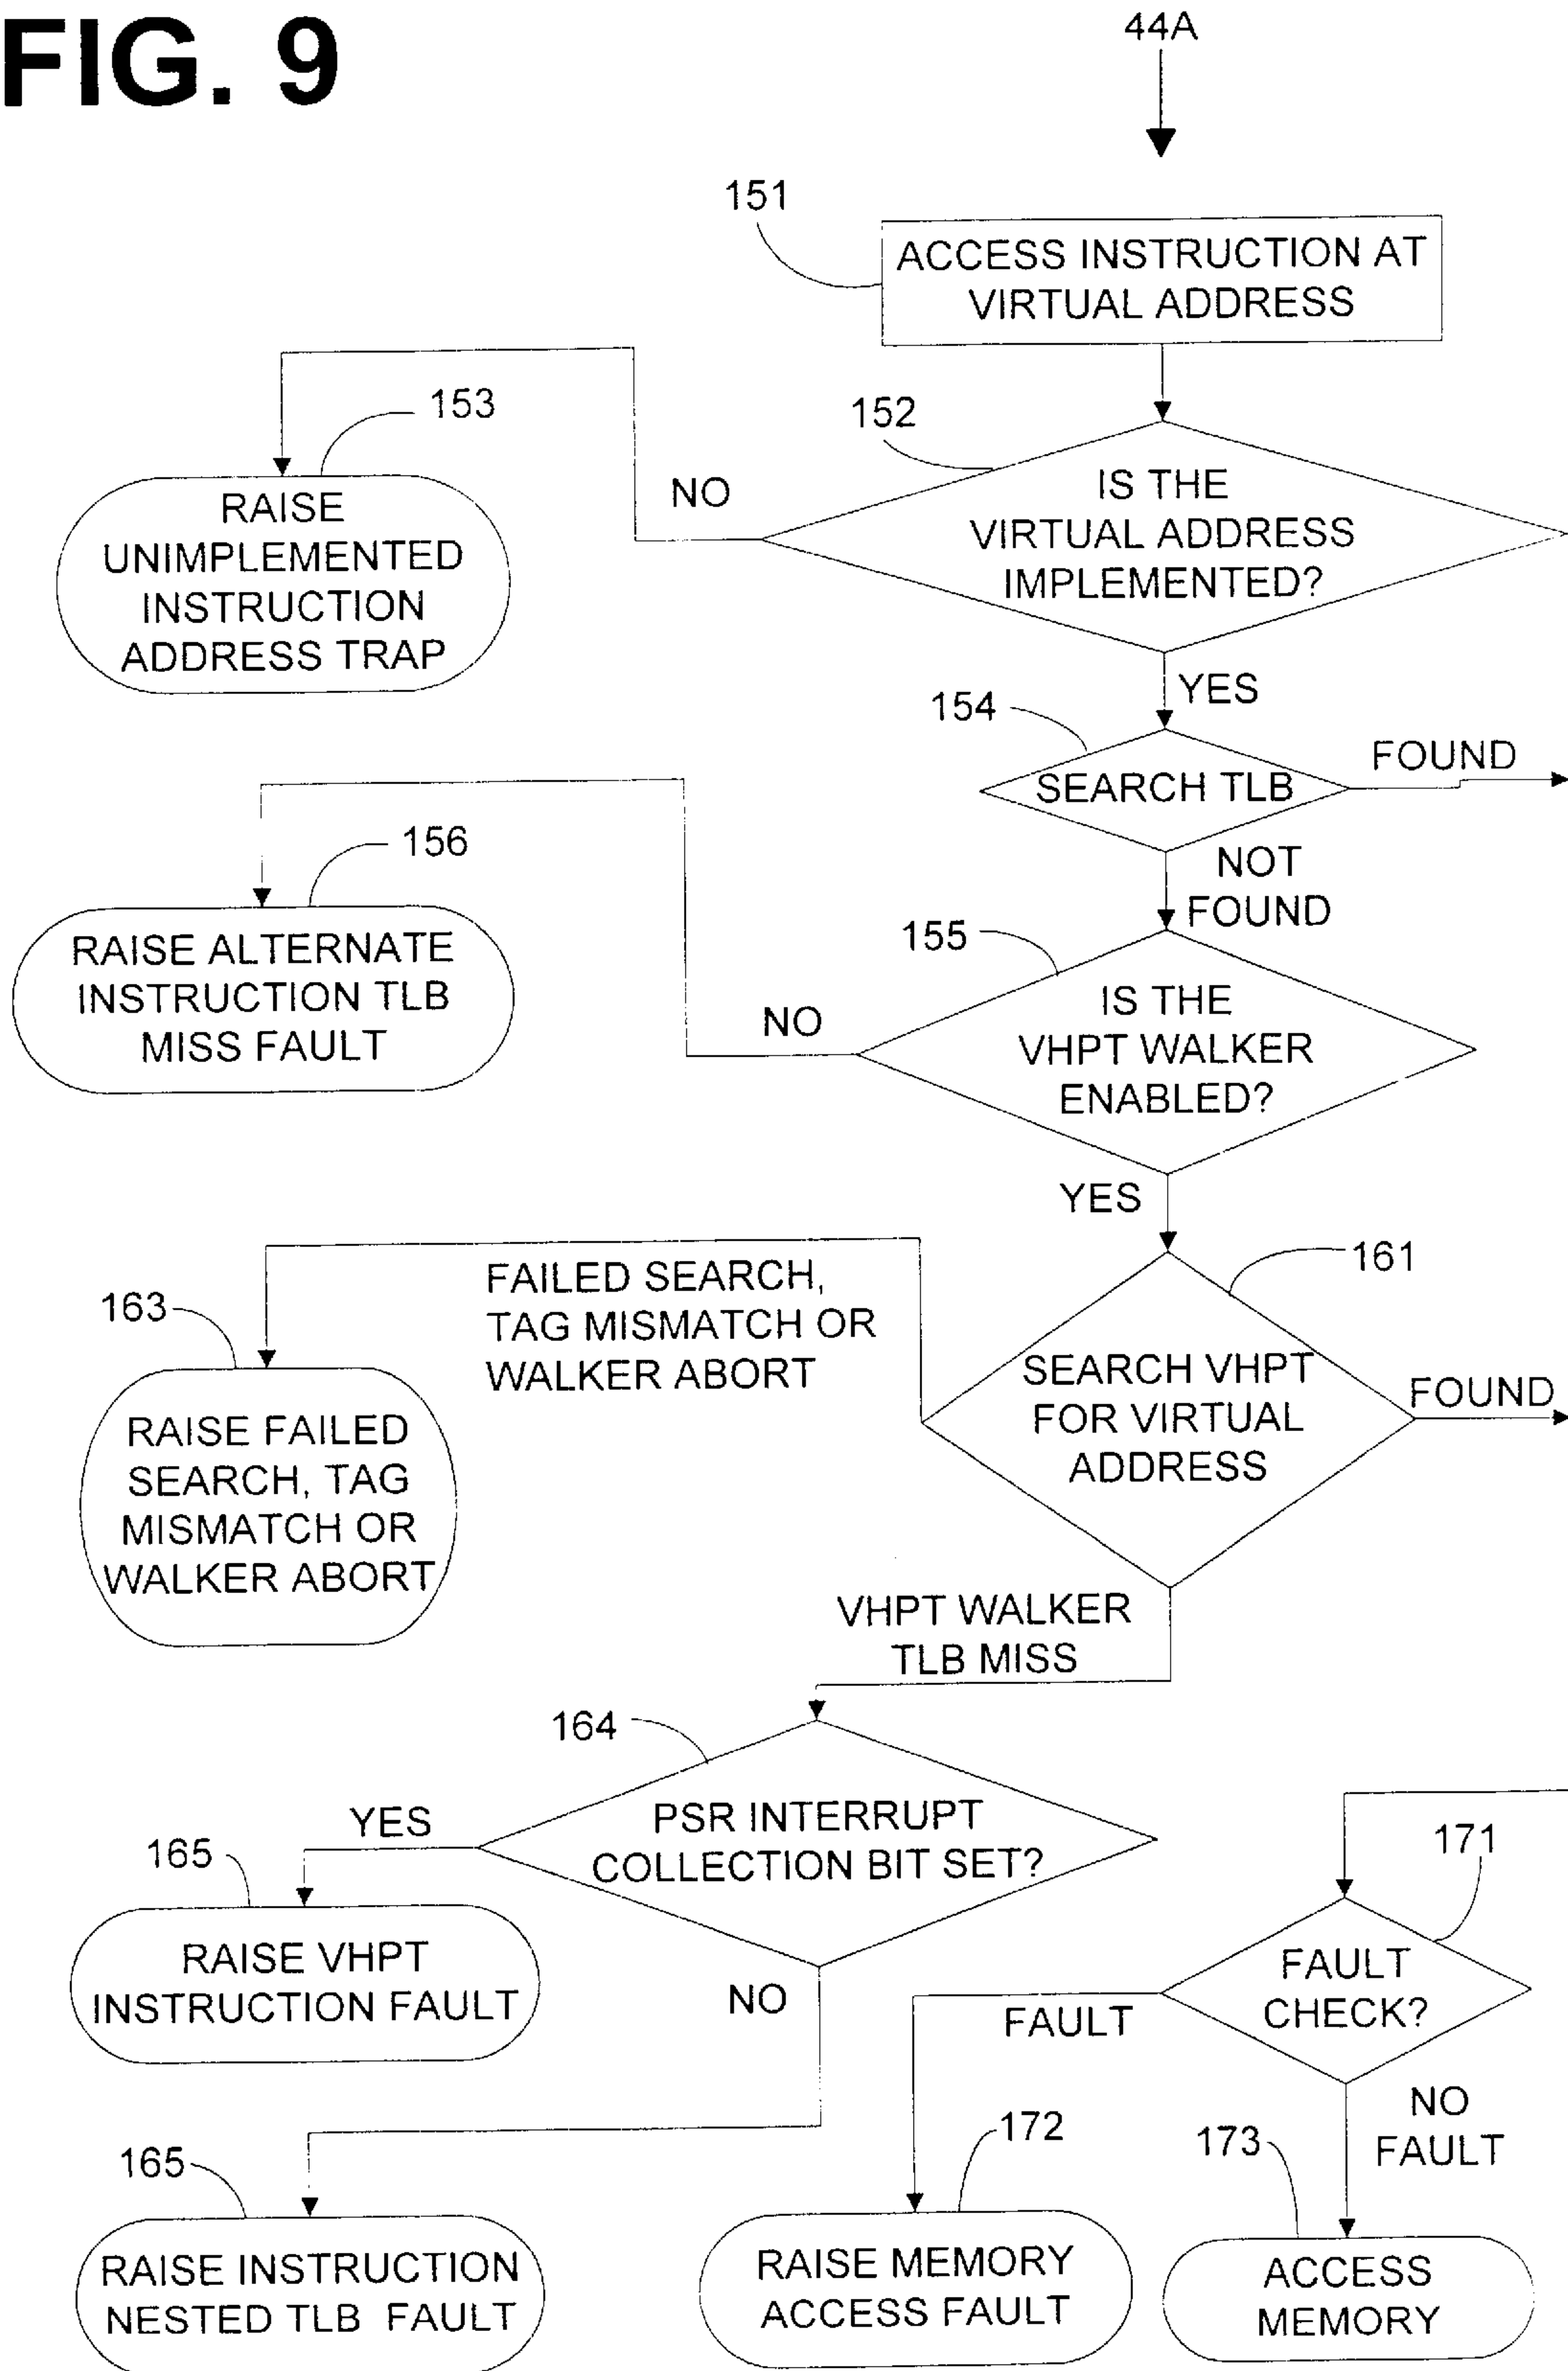 FIG. 9
44A
151
ACCESS INSTRUCTION AT
VIRTUAL ADDRESS
152
IS THE
VIRTUAL ADDRESS
IMPLEMENTED?
NO
153
RAISE
UNIMPLEMENTED
INSTRUCTION
ADDRESS TRAP
YES
154
SEARCH TLB
FOUND
NOT
FOUND
155
IS THE
VHPT WALKER
ENABLED?
NO
156
RAISE ALTERNATE
INSTRUCTION TLB
MISS FAULT
YES
161
SEARCH VHPT
FOR VIRTUAL
ADDRESS
FOUND
FAILED SEARCH,
TAG MISMATCH OR
WALKER ABORT
163
RAISE FAILED
SEARCH, TAG
MISMATCH OR
WALKER ABORT
VHPT WALKER
TLB MISS
164
PSR INTERRUPT
COLLECTION BIT SET?
YES
165
RAISE VHPT
INSTRUCTION FAULT
NO
165
RAISE INSTRUCTION
NESTED TLB FAULT
171
FAULT
CHECK?
FAULT
172
RAISE MEMORY
ACCESS FAULT
NO
FAULT
173
ACCESS
MEMORY